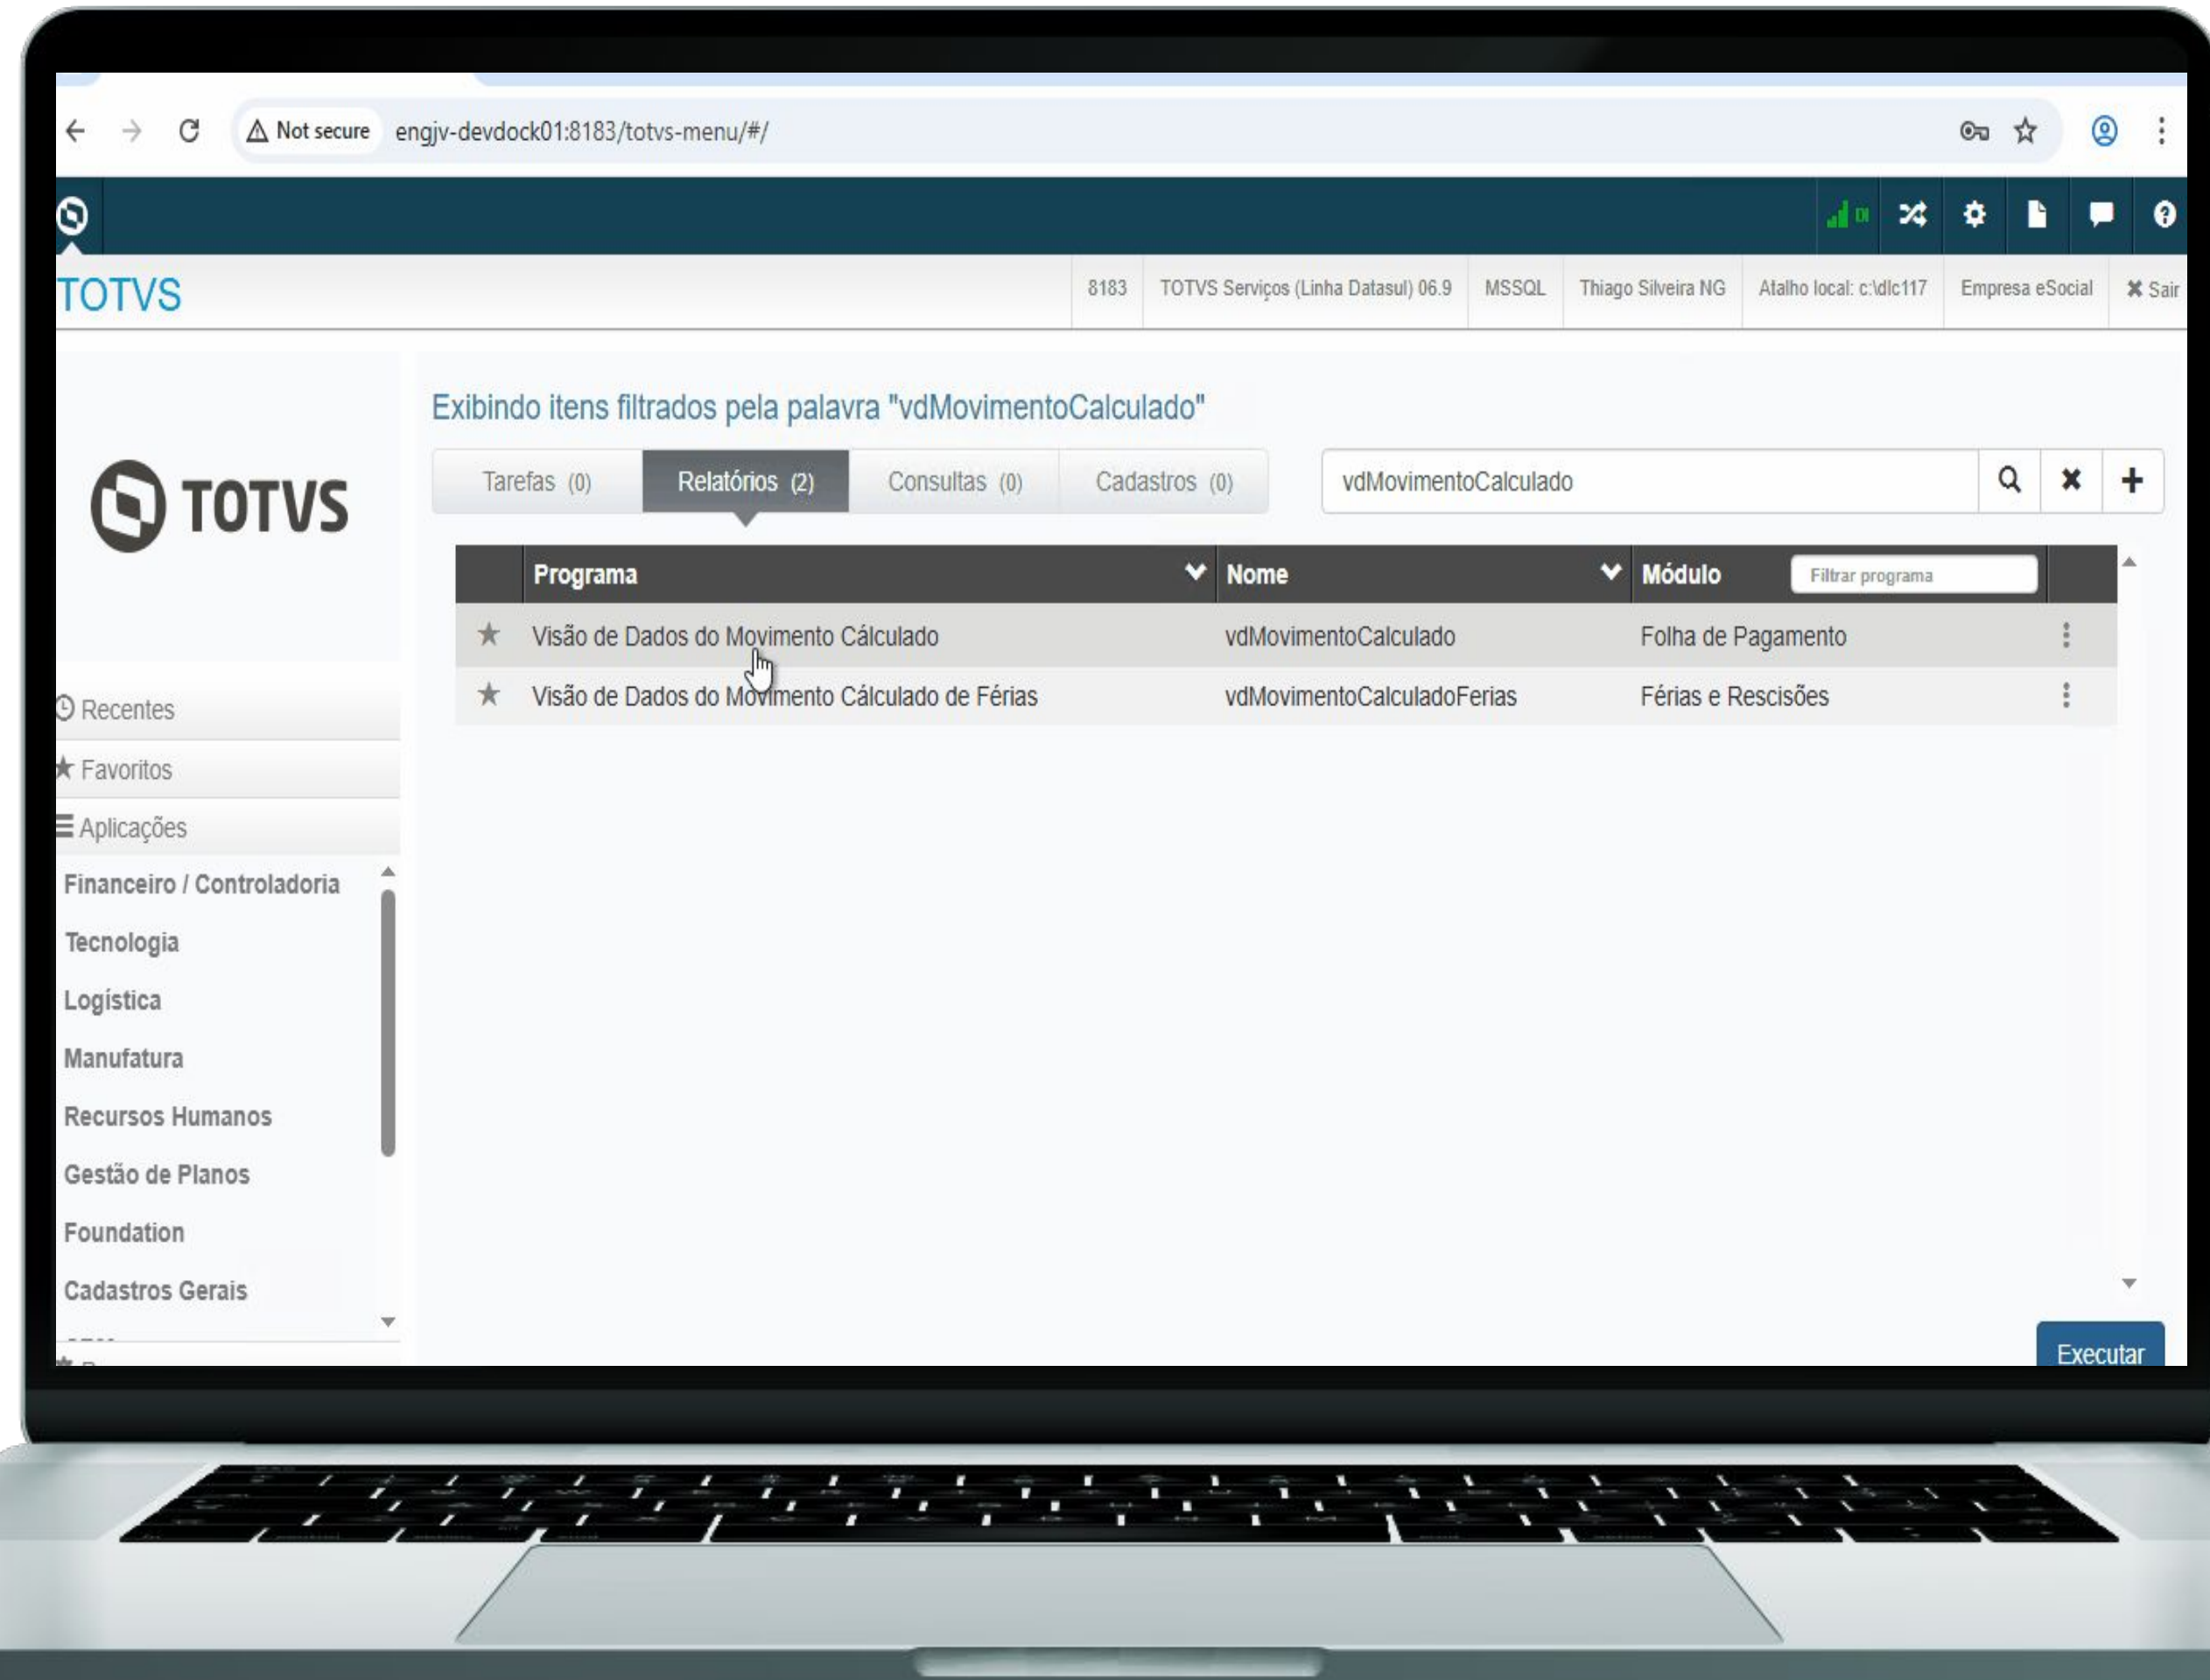 Not secure engjv-devdock01:8183/totvs-menu/#/
DI
TOTVS 8183 TOTVS Serviços (Linha Datasul) 06.9 MSSQL Thiago Silveira NG Atalho local: c:\dlc117 Empresa eSocial Sair
Exibindo itens filtrados pela palavra "vdMovimentoCalculado"
TOTVS
Tarefas (0) Relatórios (2) Consultas (0) Cadastros (0) vdMovimentoCalculado
Programa Nome Módulo Filtrar programa
Visão de Dados do Movimento Cálculado vdMovimentoCalculado Folha de Pagamento
Visão de Dados do Movimento Cálculado de Férias vdMovimentoCalculadoFerias Férias e Rescisões
Recentes
Favoritos
Aplicações
Financeiro / Controladoria
Tecnologia
Logística
Manufatura
Recursos Humanos
Gestão de Planos
Foundation
Cadastros Gerais
Executar